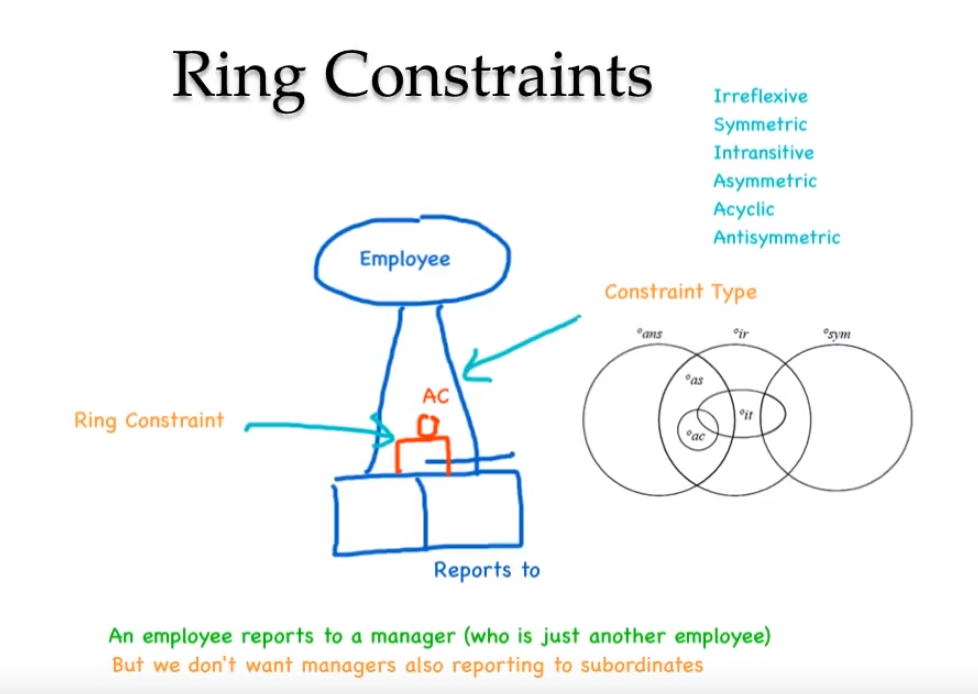 Ring Constraints
Irreflexive
Symmetric
Intransitive
Asymmetric
Acyclic
Antisymmetric
Employee
Constraint Type
°ans
°ir
°sym
°as
°it
°ac
AC
Ring Constraint
Reports to
An employee reports to a manager (who is just another employee)
But we don't want managers also reporting to subordinates